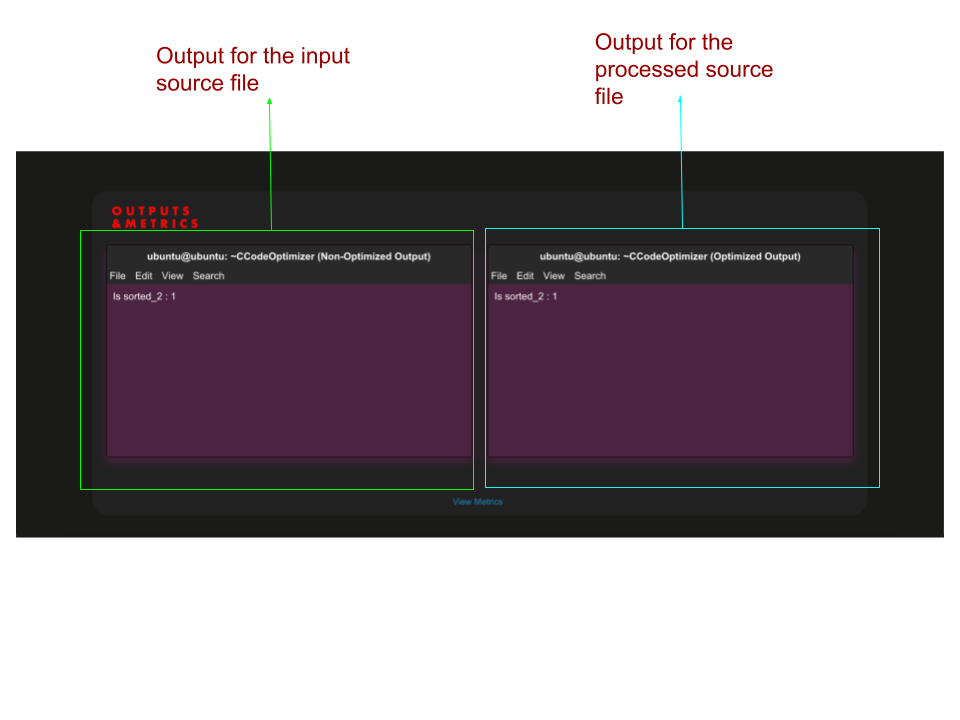 Output for the input
source file
Output for the
processed source
file
OUTPUTS
&METRICS
ubuntu@ubuntu: ~CCodeOptimizer (Non-Optimized Output)
File Edit View Search
Is sorted_2 : 1
ubuntu@ubuntu: ~CCodeOptimizer (Optimized Output)
File Edit View Search
Is sorted_2 : 1
View Metrics